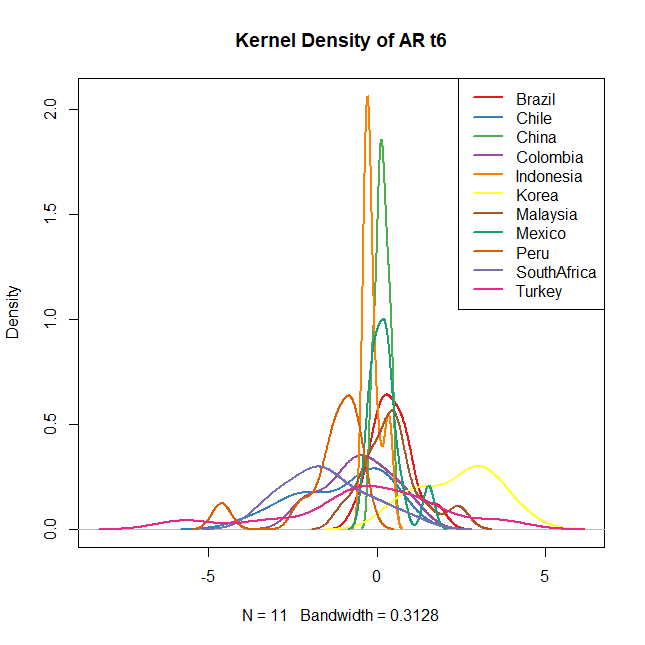 Kernel Density of AR t6
Brazil
Chile
China
Colombia
Indonesia
Korea
Malaysia
Mexico
Peru
SouthAfrica
Turkey
Density
2.0
1.5
1.0
0.5
0.0
-5 0 5
N = 11 Bandwidth = 0.3128